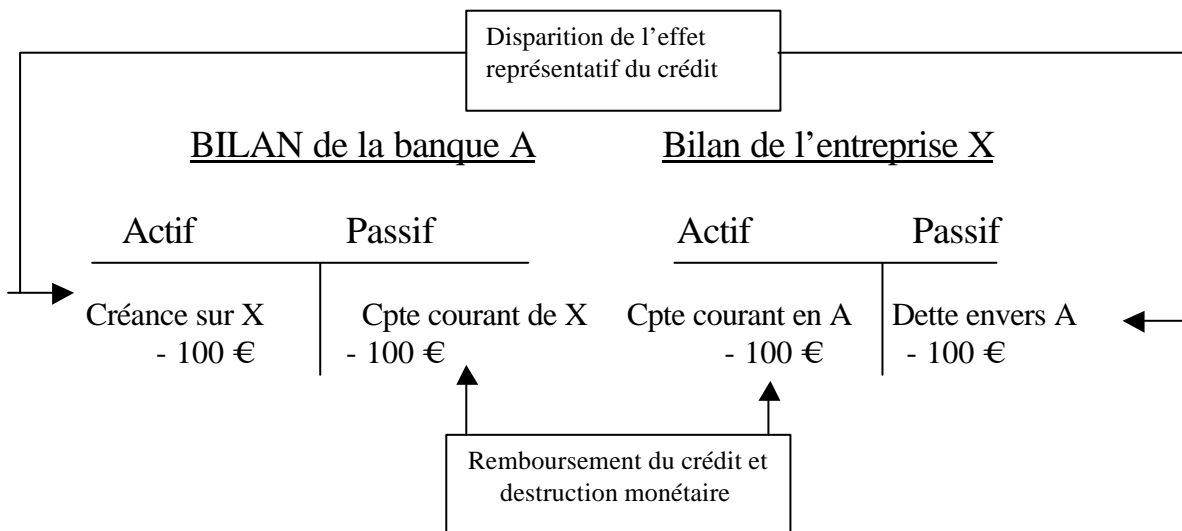 Disparition de l’effet
représentatif du crédit
BILAN de la banque A
Bilan de l’entreprise X
Actif
Passif
Actif
Passif
Créance sur X
- 100 €
Cpte courant de X
- 100 €
Cpte courant en A
- 100 €
Dette envers A
- 100 €
Remboursement du crédit et
destruction monétaire